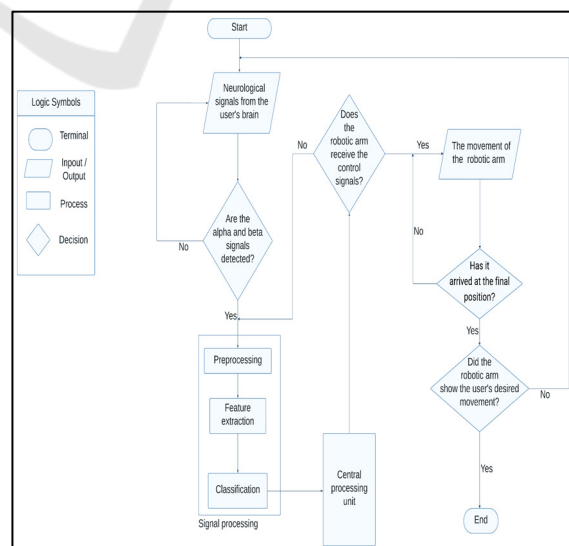 Start
Neurological
signals from the
user's brain
Logic Symbols
Terminal
Input /
Output
Process
Decision
Are the
alpha and beta
signals
detected?
No
Yes
Preprocessing
Feature
extraction
Classification
Signal processing
Central
processing
unit
Does
the
robotic arm
receive the
control
signals?
No
Yes
The movement of
the robotic arm
No
Has it
arrived at the final
position?
Yes
Did the
robotic arm
show the user's desired
movement?
No
Yes
End